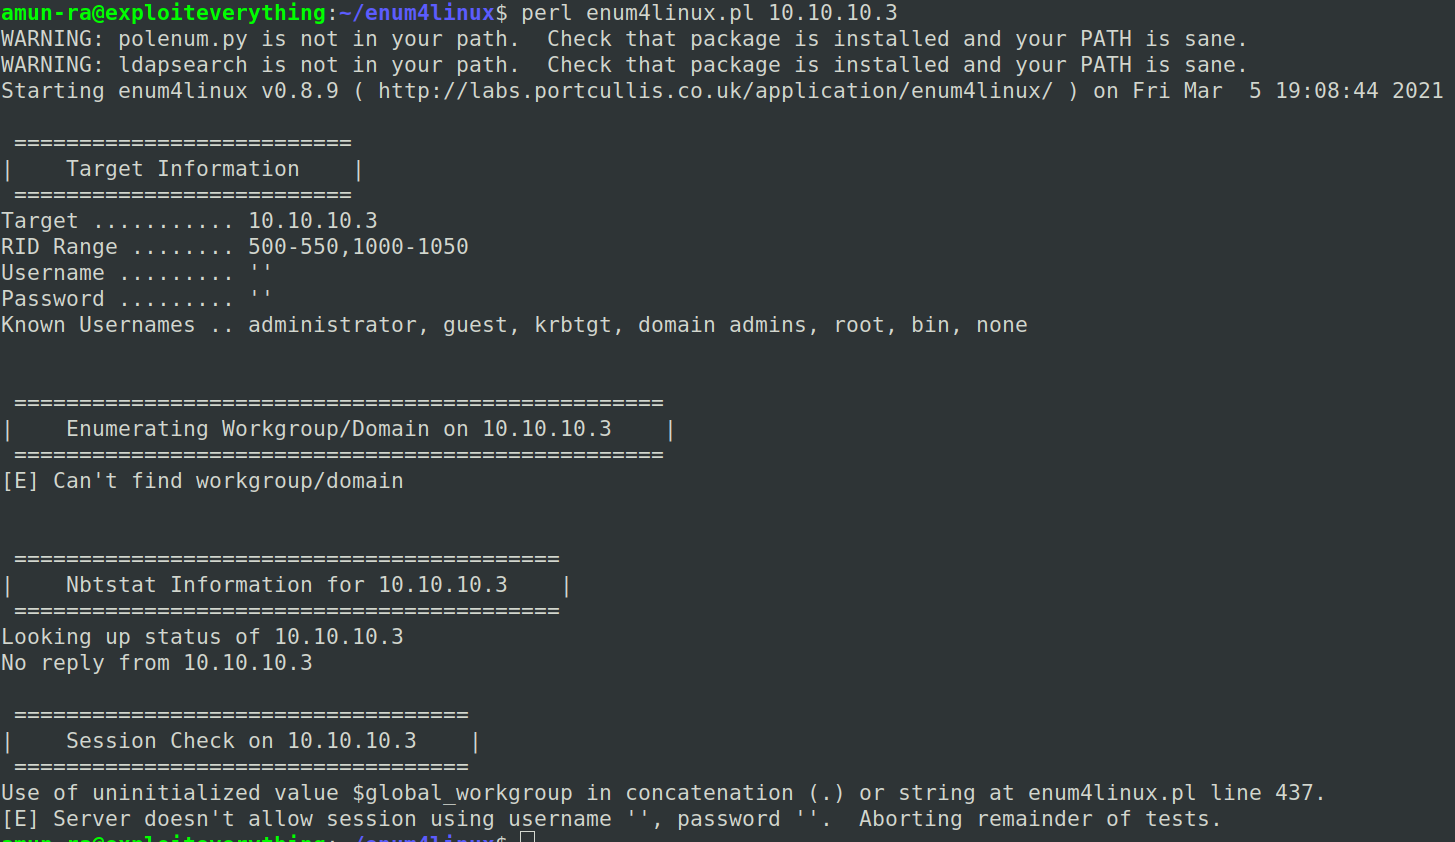 amun-ra@exploiteverything:~/enum4linux$ perl enum4linux.pl 10.10.10.3
WARNING: polenum.py is not in your path.  Check that package is installed and your PATH is sane.
WARNING: ldapsearch is not in your path.  Check that package is installed and your PATH is sane.
Starting enum4linux v0.8.9 ( http://labs.portcullis.co.uk/application/enum4linux/ ) on Fri Mar  5 19:08:44 2021
 ==========================
|    Target Information    |
 ==========================
Target ........... 10.10.10.3
RID Range ........ 500-550,1000-1050
Username ......... ''
Password ......... ''
Known Usernames .. administrator, guest, krbtgt, domain admins, root, bin, none
 ==================================================
|    Enumerating Workgroup/Domain on 10.10.10.3    |
 ==================================================
[E] Can't find workgroup/domain
 ==========================================
|    Nbtstat Information for 10.10.10.3    |
 ==========================================
Looking up status of 10.10.10.3
No reply from 10.10.10.3
 ===================================
|    Session Check on 10.10.10.3    |
 ===================================
Use of uninitialized value $global_workgroup in concatenation (.) or string at enum4linux.pl line 437.
[E] Server doesn't allow session using username '', password ''.  Aborting remainder of tests.
amun-ra@exploiteverything:~/enum4linux$